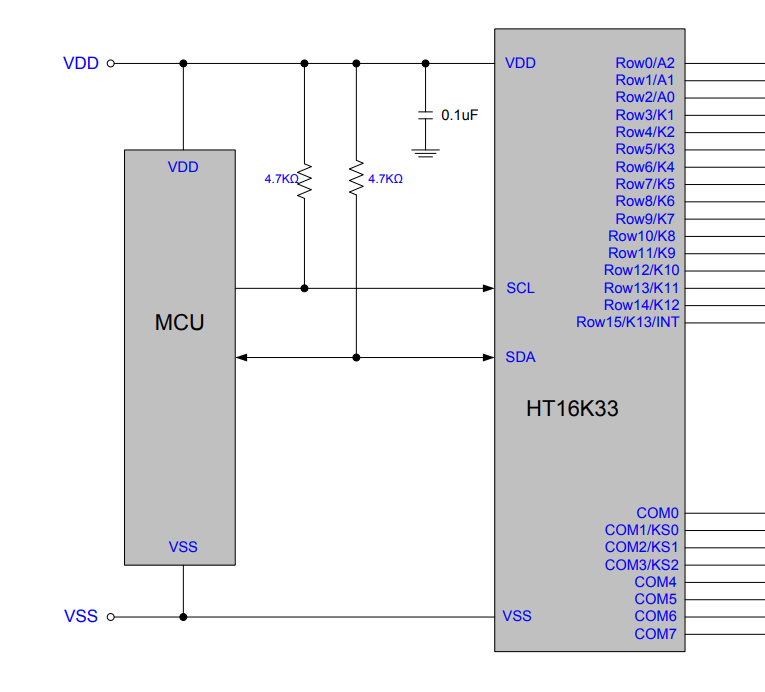 VDD
VDD
MCU
VSS
VSS
4.7KΩ
4.7KΩ
0.1uF
VDD
SCL
SDA
HT16K33
VSS
Row0/A2
Row1/A1
Row2/A0
Row3/K1
Row4/K2
Row5/K3
Row6/K4
Row7/K5
Row8/K6
Row9/K7
Row10/K8
Row11/K9
Row12/K10
Row13/K11
Row14/K12
Row15/K13/INT
COM0
COM1/KS0
COM2/KS1
COM3/KS2
COM4
COM5
COM6
COM7